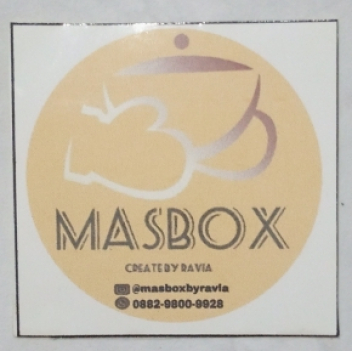 MASBOX
CREATE BY RAVIA
@masboxbyravia
0882-9800-9928